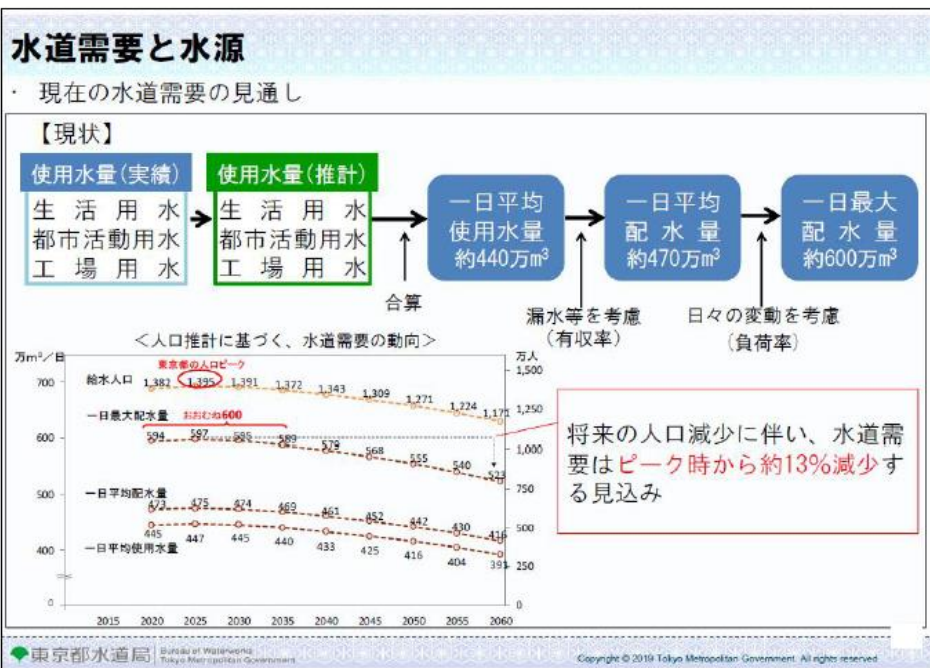 水道需要と水源
・ 現在の水道需要の見通し
【現状】
使用水量(実績)
生活用水
都市活動用水
工場用水
使用水量(推計)
生活用水
都市活動用水
工場用水
合算
一日平均
使用水量
約440万m³
漏水等を考慮
(有収率)
一日平均
配水量
約470万m³
日々の変動を考慮
(負荷率)
一日最大
配水量
約600万m³
＜人口推計に基づく、水道需要の動向＞
万m³／日
万人
東京都の人口ピーク
給水人口
1,382 1,395 1,391 1,372 1,343 1,309 1,271 1,224 1,171
一日最大配水量
おおむね600
594 597 595 589 579 568 555 540 523
一日平均配水量
473 475 474 469 461 452 442 430 416
一日平均使用水量
445 447 445 440 433 425 416 404 391
700
600
500
400
0
1,500
1,250
1,000
750
500
250
0
2015 2020 2025 2030 2035 2040 2045 2050 2055 2060
将来の人口減少に伴い、水道需
要はピーク時から約13%減少す
る見込み
東京都水道局
Bureau of Waterworks
Tokyo Metropolitan Government
Copyright © 2019 Tokyo Metropolitan Government. All rights reserved